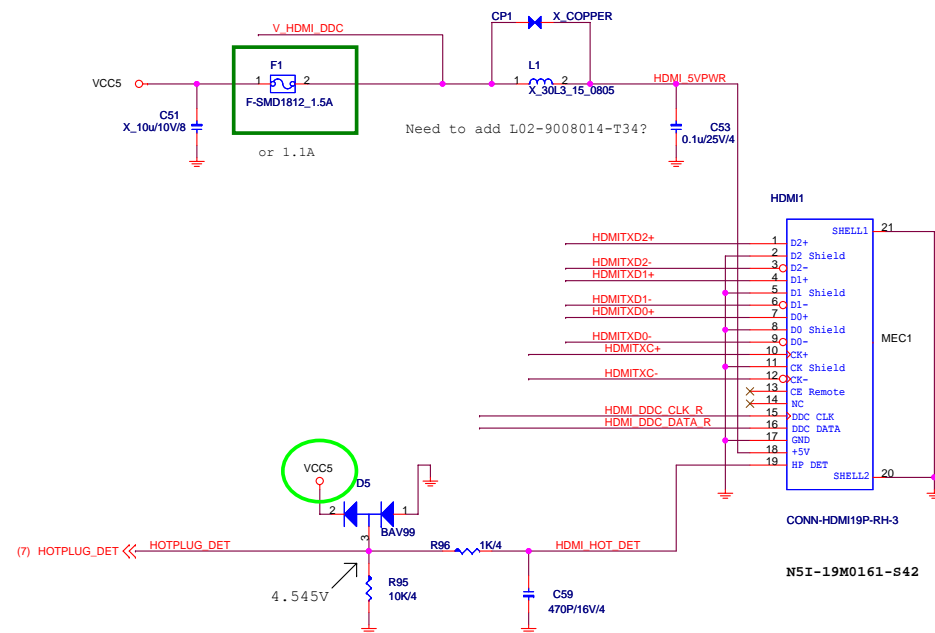 CP1 X_COPPER
V_HDMI_DDC
F1
L1
VCC5
1 2
1 2
HDMI_5VPWR
F-SMD1812_1.5A
X_30L3_15_0805
C51
X_10u/10V/8
Need to add L02-9008014-T34?
C53
0.1u/25V/4
or 1.1A
HDMI1
SHELL1 21
HDMITXD2+ 1 D2+
2 D2 Shield
HDMITXD2- 3 D2-
HDMITXD1+ 4 D1+
5 D1 Shield
HDMITXD1- 6 D1-
HDMITXD0+ 7 D0+
8 D0 Shield
MEC1
HDMITXD0- 9 D0-
HDMITXC+ 10 CK+
11 CK Shield
HDMITXC- 12 CK-
13 CE Remote
14 NC
HDMI_DDC_CLK_R 15 DDC CLK
HDMI_DDC_DATA_R 16 DDC DATA
17 GND
18 +5V
19 HP DET
SHELL2 20
VCC5
D5
2 1
BAV99
3
CONN-HDMI19P-RH-3
(7) HOTPLUG_DET
HOTPLUG_DET
R96 1K/4
HDMI_HOT_DET
N5I-19M0161-S42
R95
10K/4
4.545V
C59
470P/16V/4